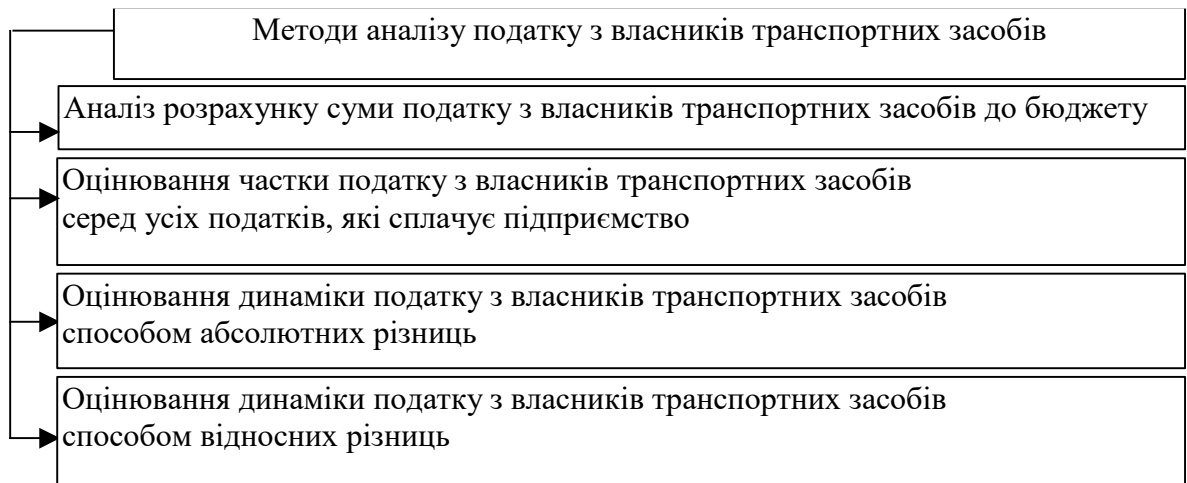 Методи аналізу податку з власників транспортних засобів
Аналіз розрахунку суми податку з власників транспортних засобів до бюджету
Оцінювання частки податку з власників транспортних засобів
серед усіх податків, які сплачує підприємство
Оцінювання динаміки податку з власників транспортних засобів
способом абсолютних різниць
Оцінювання динаміки податку з власників транспортних засобів
способом відносних різниць